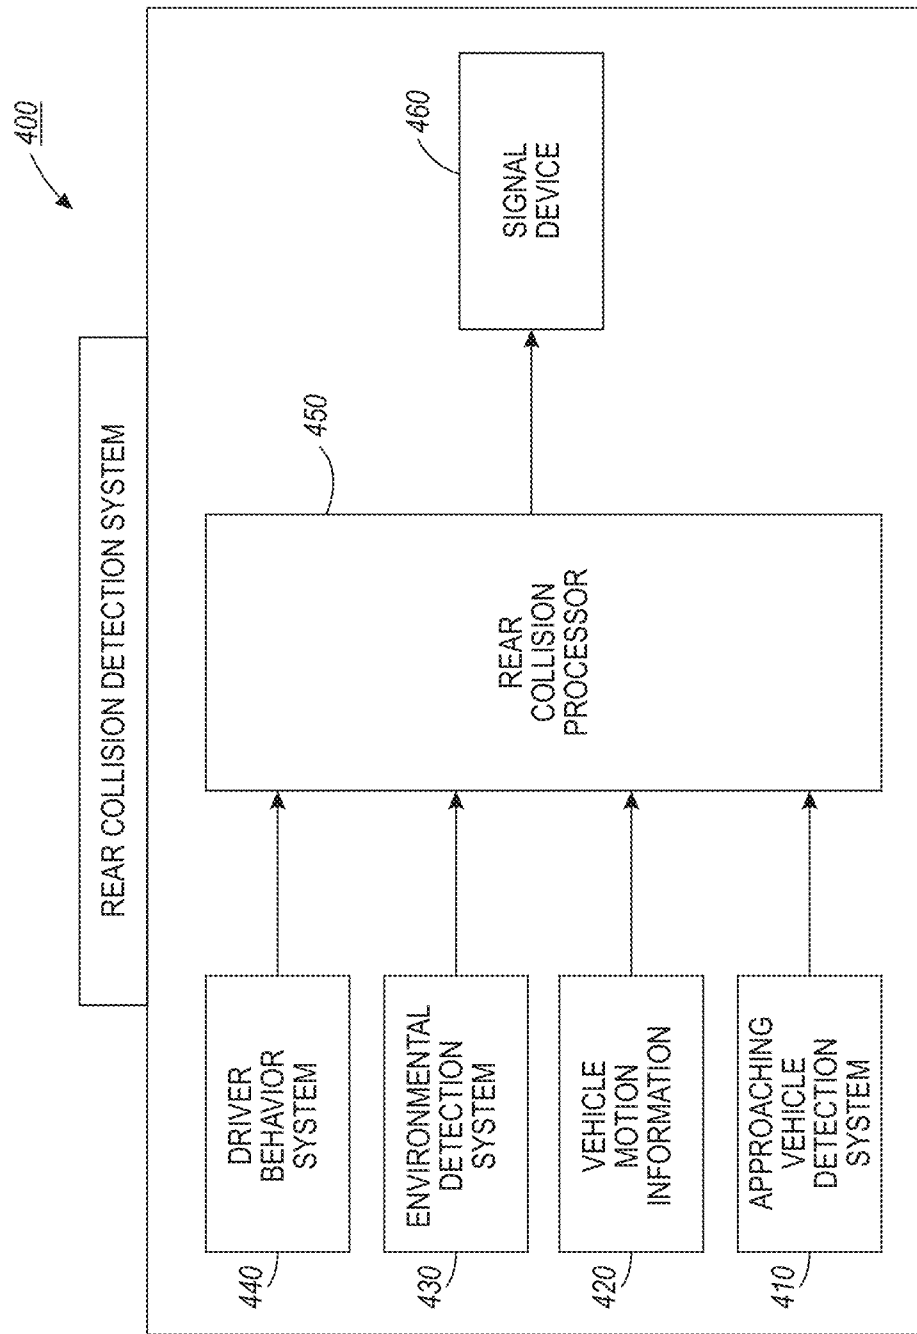 400
REAR COLLISION DETECTION SYSTEM
440
DRIVER
BEHAVIOR
SYSTEM
430
ENVIRONMENTAL
DETECTION
SYSTEM
420
VEHICLE
MOTION
INFORMATION
410
APPROACHING
VEHICLE
DETECTION
SYSTEM
450
REAR
COLLISION
PROCESSOR
460
SIGNAL
DEVICE